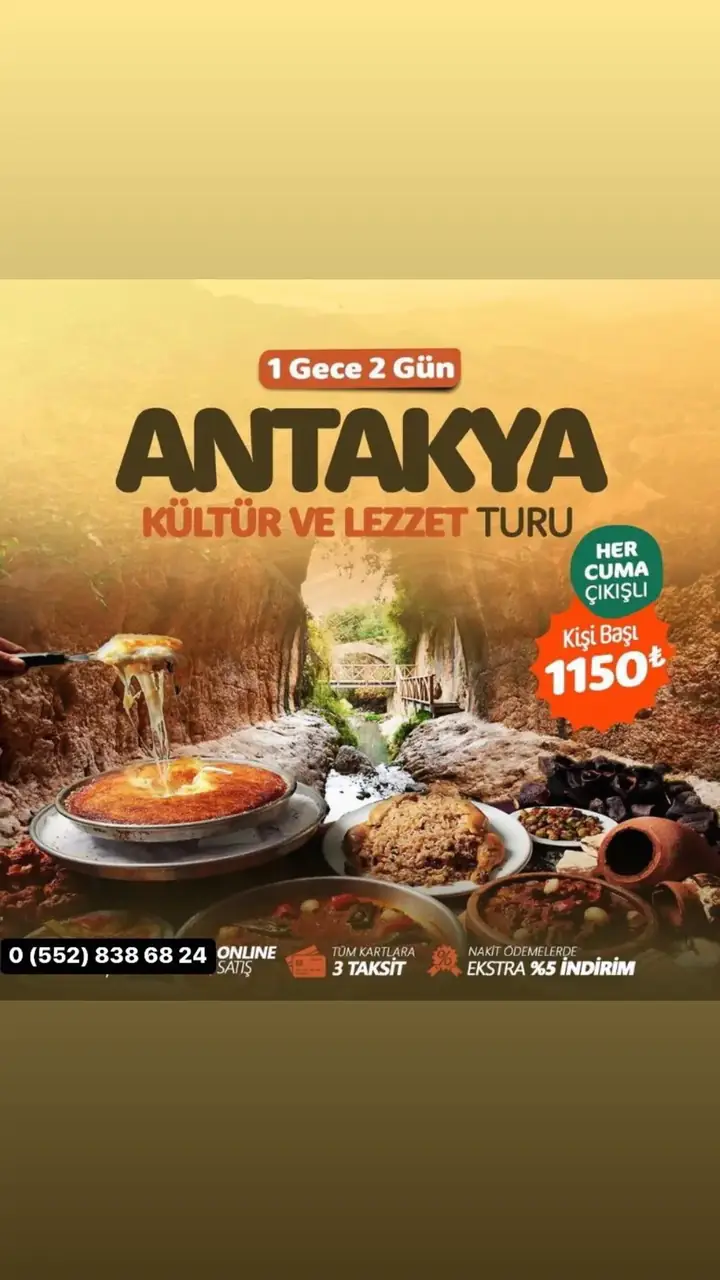 1 Gece 2 Gün
ANTAKYA
KÜLTÜR VE LEZZET TURU
HER
CUMA
ÇIKIŞLI
Kişi Başı
1150₺
0 (552) 838 68 24
ONLINE
SATIŞ
TÜM KARTLARA
3 TAKSİT
%
NAKİT ÖDEMELERDE
EKSTRA %5 İNDİRİM